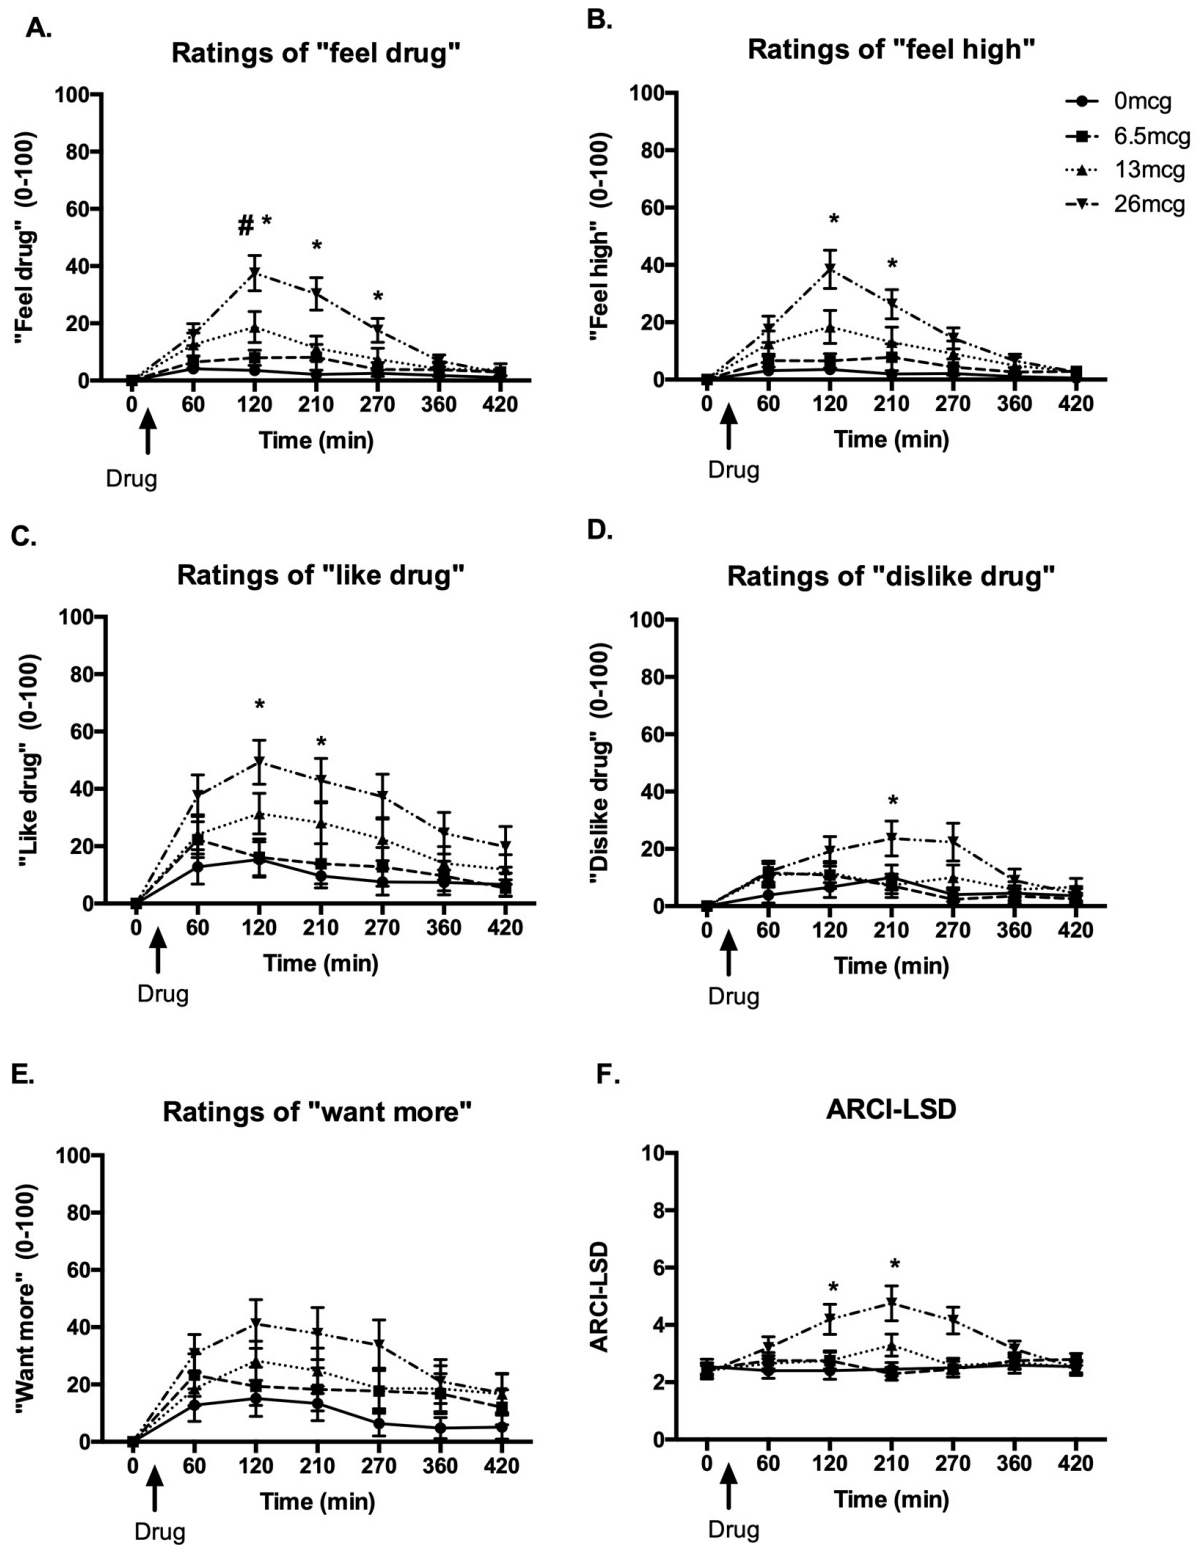 A.
Ratings of "feel drug"
"Feel drug" (0-100)
100
80
60
40
20
0
# *
*
*
0 60 120 210 270 360 420
Time (min)
Drug
B.
Ratings of "feel high"
"Feel high" (0-100)
100
80
60
40
20
0
*
*
0 60 120 210 270 360 420
Time (min)
Drug
0mcg
6.5mcg
13mcg
26mcg
C.
Ratings of "like drug"
"Like drug" (0-100)
100
80
60
40
20
0
*
*
0 60 120 210 270 360 420
Time (min)
Drug
D.
Ratings of "dislike drug"
"Dislike drug" (0-100)
100
80
60
40
20
0
*
0 60 120 210 270 360 420
Time (min)
Drug
E.
Ratings of "want more"
"Want more" (0-100)
100
80
60
40
20
0
0 60 120 210 270 360 420
Time (min)
Drug
F.
ARCI-LSD
ARCI-LSD
10
8
6
4
2
0
*
*
0 60 120 210 270 360 420
Time (min)
Drug